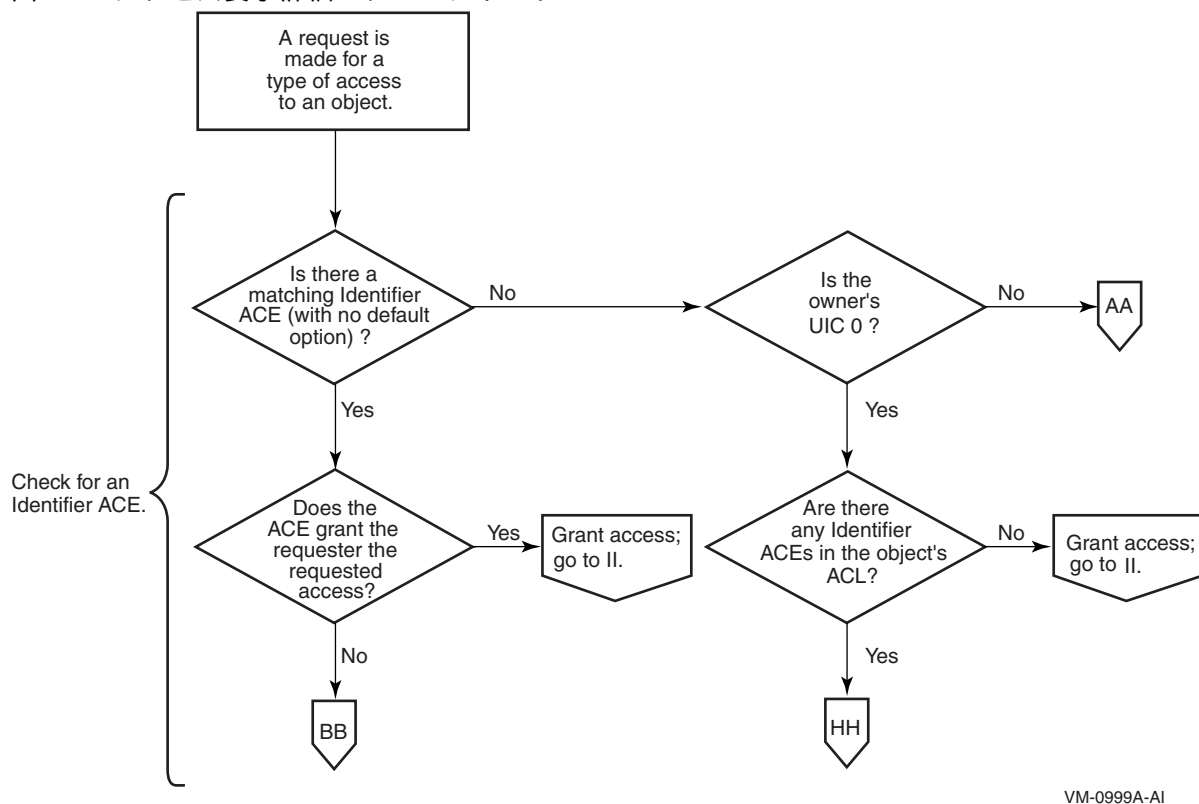 A request is
made for a
type of access
to an object.
Is there a
matching Identifier
ACE (with no default
option) ?
No
Is the
owner's
UIC 0 ?
No
AA
Yes
Yes
Check for an
Identifier ACE.
Does the
ACE grant the
requester the
requested
access?
Yes
Grant access;
go to II.
Are there
any Identifier
ACEs in the object's
ACL?
No
Grant access;
go to II.
No
Yes
BB
HH
VM-0999A-AI